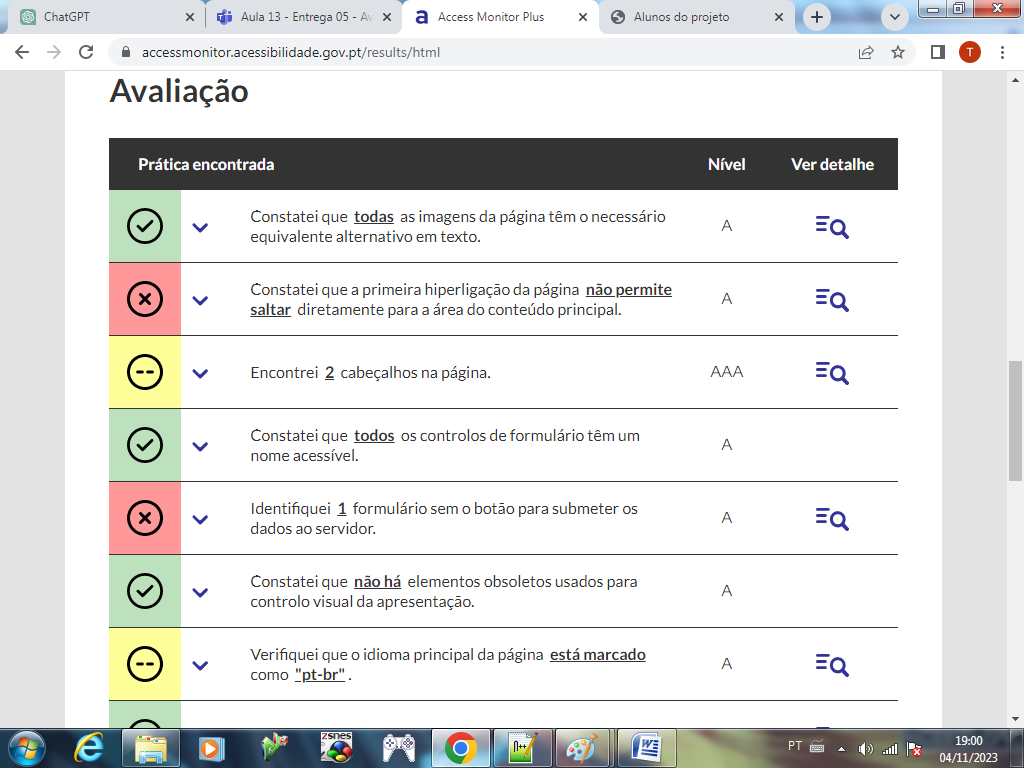 ChatGPT
Aula 13 - Entrega 05 - Av
Access Monitor Plus
Alunos do projeto
accessmonitor.acessibilidade.gov.pt/results/html
T
Avaliação
Prática encontrada Nível Ver detalhe
Constatei que todas as imagens da página têm o necessário
equivalente alternativo em texto.
A
Constatei que a primeira hiperligação da página não permite
saltar diretamente para a área do conteúdo principal.
A
Encontrei 2 cabeçalhos na página.
AAA
Constatei que todos os controlos de formulário têm um
nome acessível.
A
Identifiquei 1 formulário sem o botão para submeter os
dados ao servidor.
A
Constatei que não há elementos obsoletos usados para
controlo visual da apresentação.
A
Verifiquei que o idioma principal da página está marcado
como "pt-br" .
A
ZSNES
PT
19:00
04/11/2023